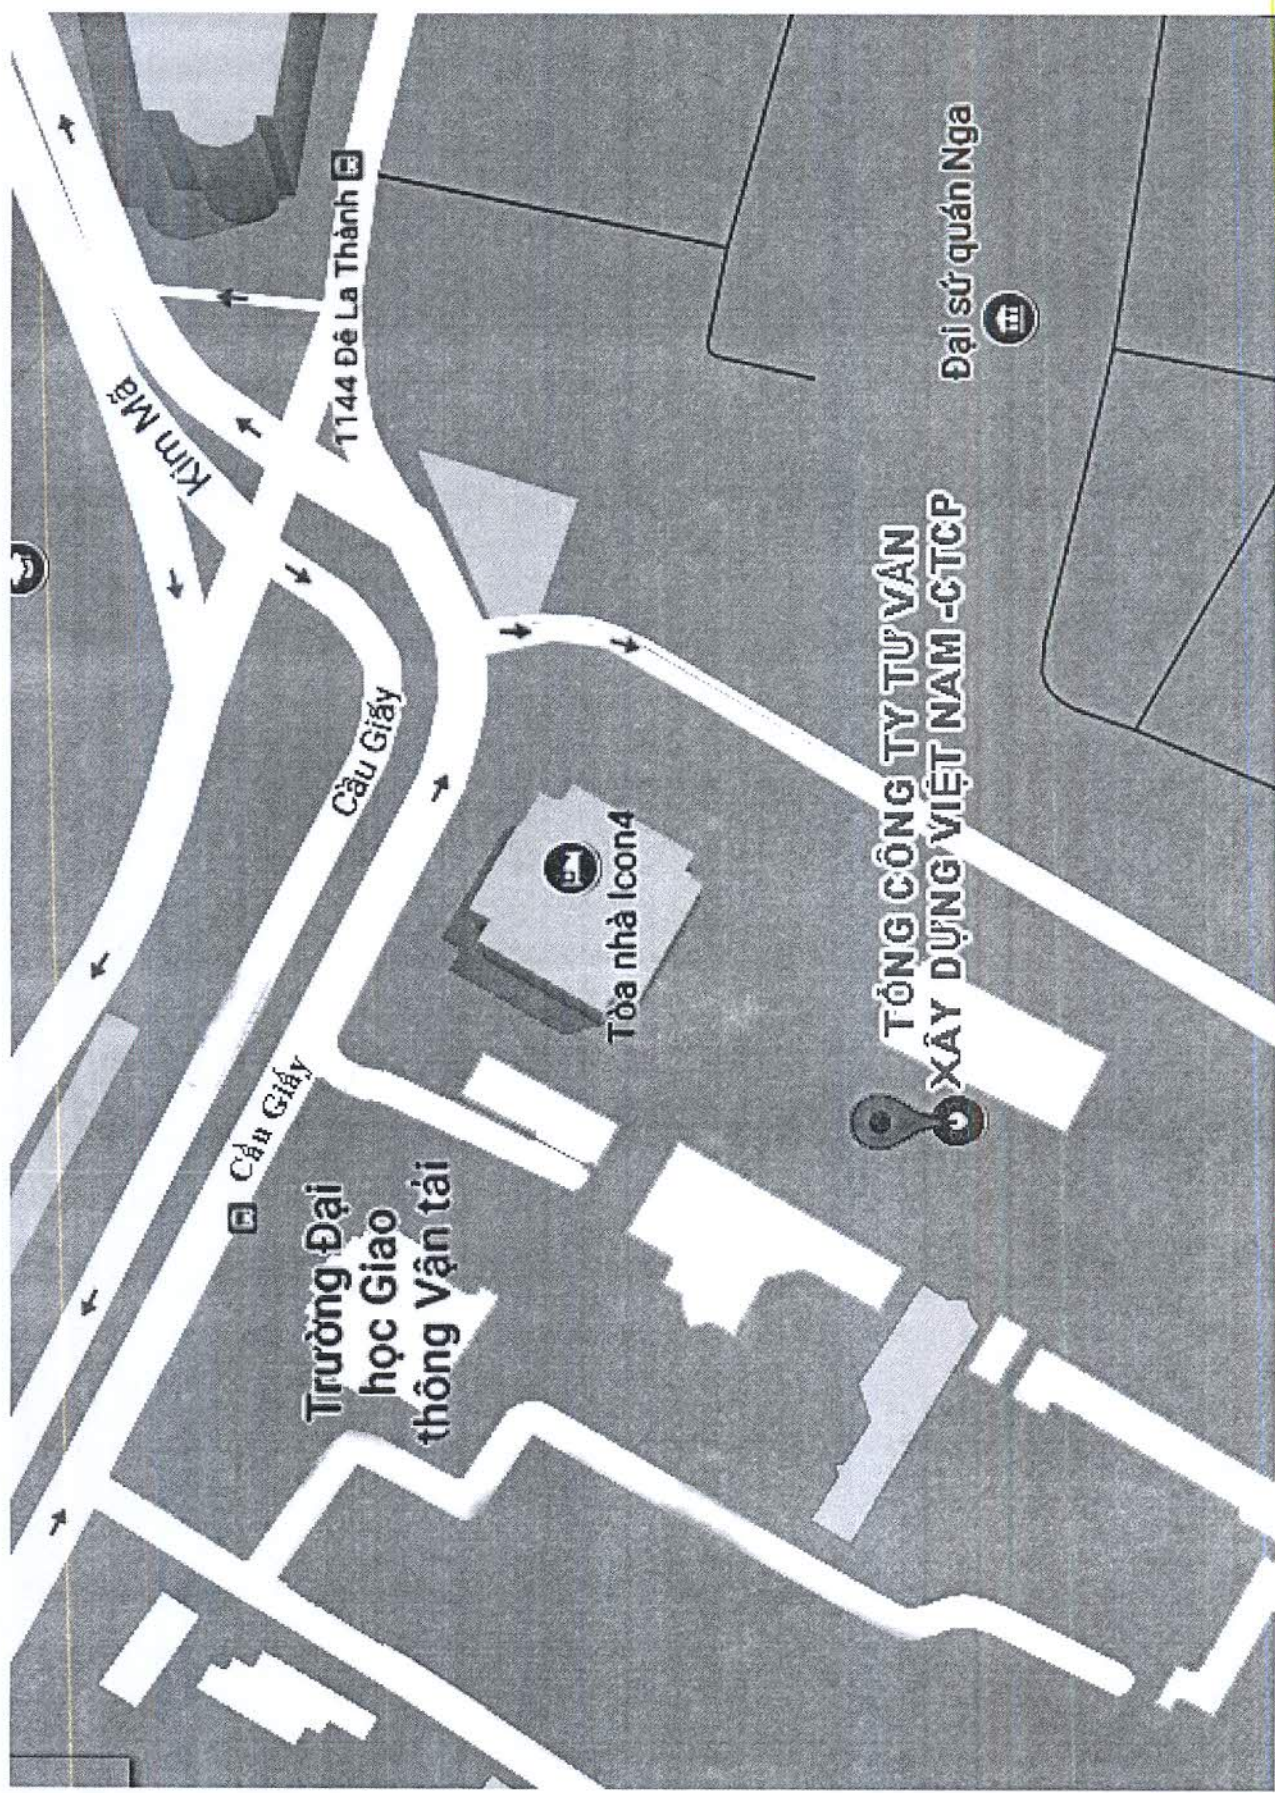 Kim Mã
1144 Đê La Thành
Cầu Giấy
Cầu Giấy
Trường Đại
học Giao
thông Vận tải
Tòa nhà Icon4
Đại sứ quán Nga
TỔNG CÔNG TY TƯ VẤN
XÂY DỰNG VIỆT NAM -CTCP